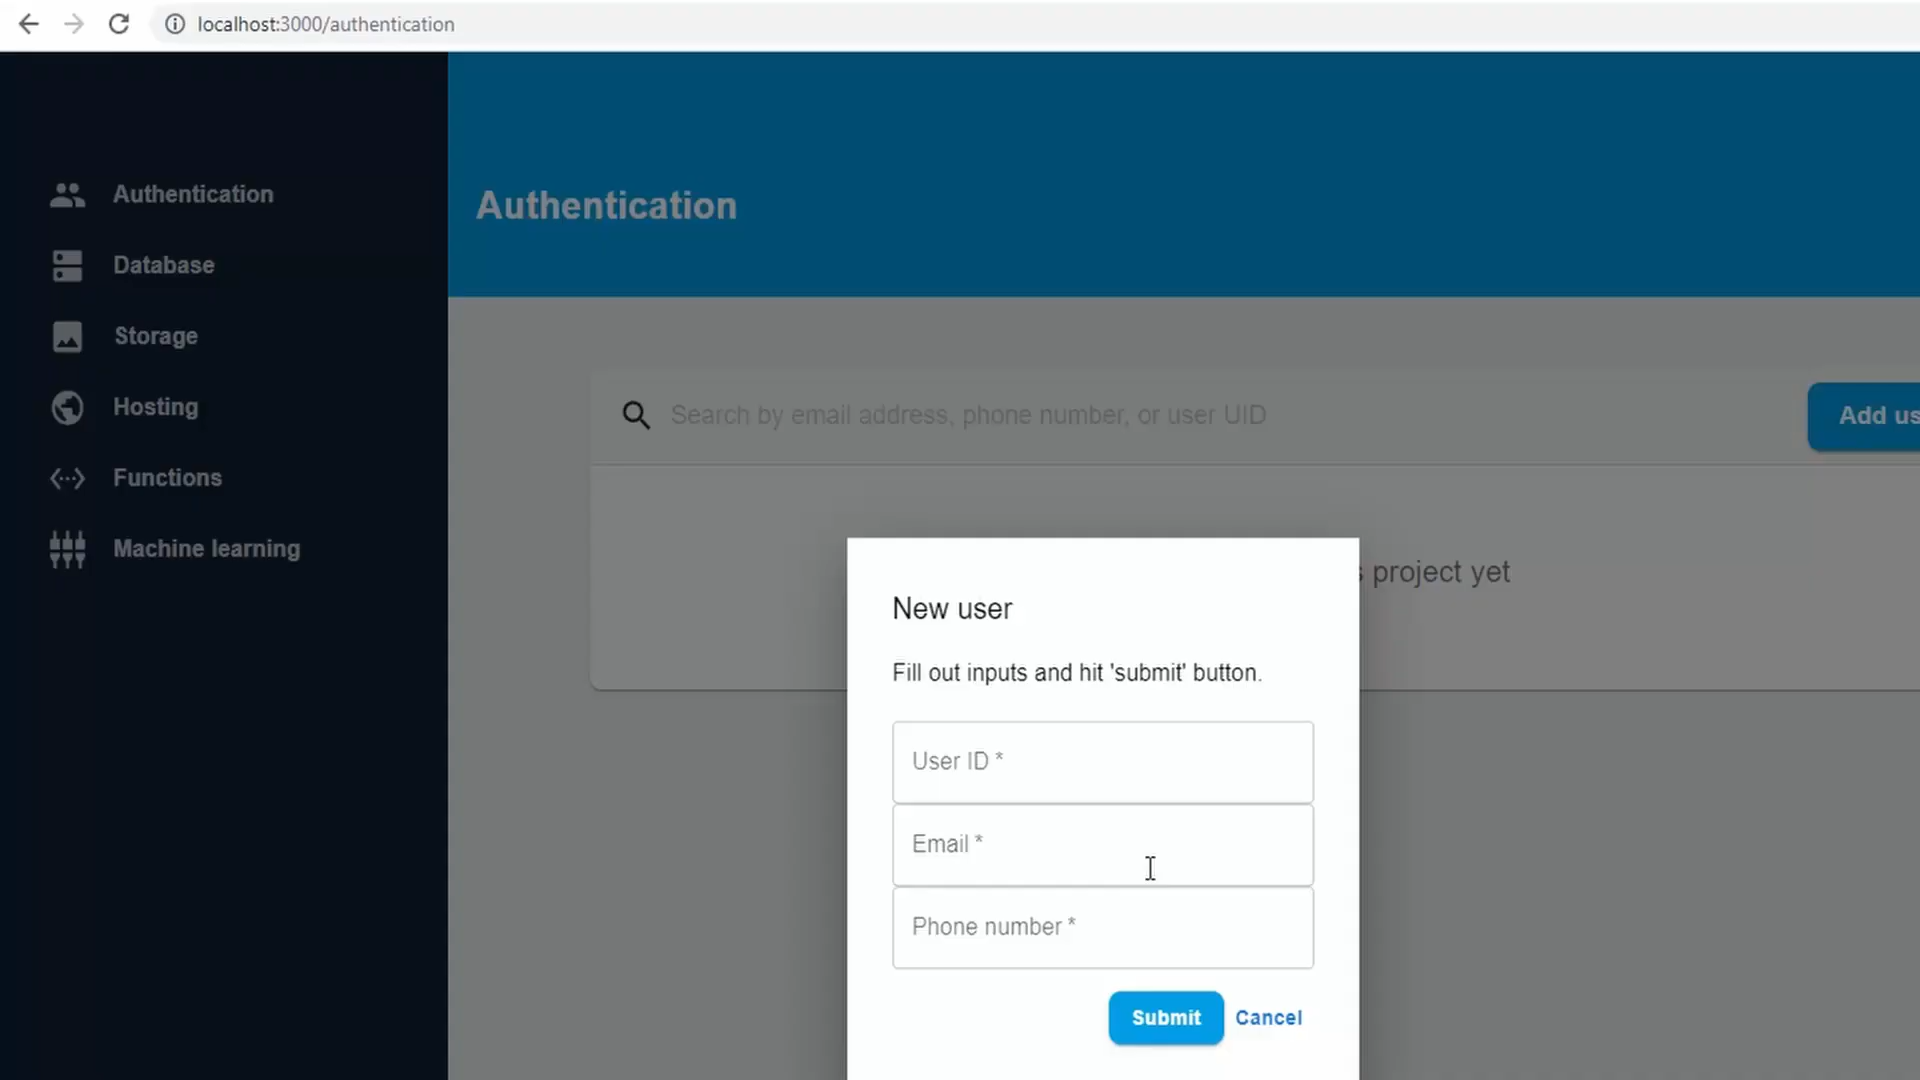 localhost:3000/authentication
Authentication
Database
Storage
Hosting
Functions
Machine learning
Authentication
Search by email address, phone number, or user UID
Add us
project yet
New user
Fill out inputs and hit 'submit' button.
User ID *
Email *
Phone number *
Submit Cancel